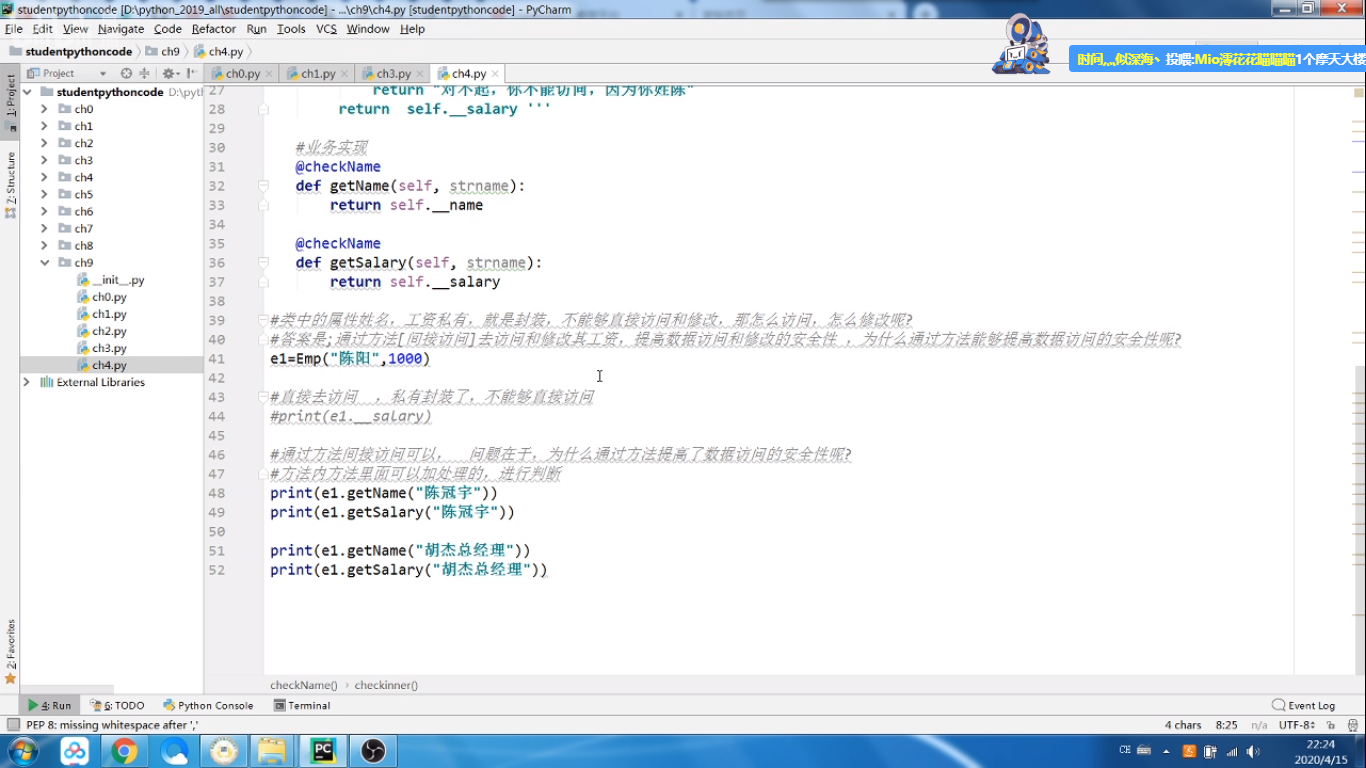 studentpythoncode [D:\python_2019_all\studentpythoncode] - ...\ch9\ch4.py [studentpythoncode] - PyCharm
File Edit View Navigate Code Refactor Run Tools VCS Window Help
studentpythoncode ch9 ch4.py
投喂:Mio澪花花喵喵喵1个摩天大楼
Project ch0.py ch1.py ch3.py ch4.py
1: Project
Z: Structure
2: Favorites
studentpythoncode D:\pyth
ch0
ch1
ch2
ch3
ch4
ch5
ch6
ch7
ch8
ch9
__init__.py
ch0.py
ch1.py
ch2.py
ch3.py
ch4.py
External Libraries
27 return "对不起，你不能访问，因为你姓陈"
28 return self.__salary '''
29
30 #业务实现
31 @checkName
32 def getName(self, strname):
33 return self.__name
34
35 @checkName
36 def getSalary(self, strname):
37 return self.__salary
38
39 #类中的属性姓名，工资私有，就是封装，不能够直接访问和修改，那怎么访问，怎么修改呢?
40 #答案是;通过方法[间接访问]去访问和修改其工资，提高数据访问和修改的安全性 ，为什么通过方法能够提高数据访问的安全性呢?
41 e1=Emp("陈阳",1000)
42
43 #直接去访问 ，私有封装了，不能够直接访问
44 #print(e1.__salary)
45
46 #通过方法间接访问可以， 问题在于，为什么通过方法提高了数据访问的安全性呢?
47 #方法内方法里面可以加处理的，进行判断
48 print(e1.getName("陈冠宇"))
49 print(e1.getSalary("陈冠宇"))
50
51 print(e1.getName("胡杰总经理"))
52 print(e1.getSalary("胡杰总经理"))
checkName() › checkinner()
4: Run 6: TODO Python Console Terminal Event Log
PEP 8: missing whitespace after ',' 4 chars 8:25 n/a UTF-8
PC
CH
22:24
2020/4/15